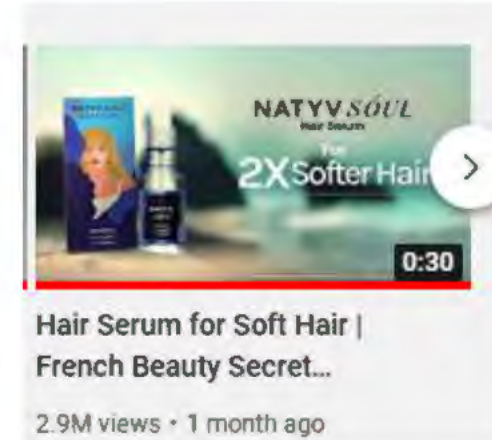 NATYV SOUL
Hair Serum
For
2X Softer Hair
0:30
Hair Serum for Soft Hair |
French Beauty Secret...
2.9M views • 1 month ago